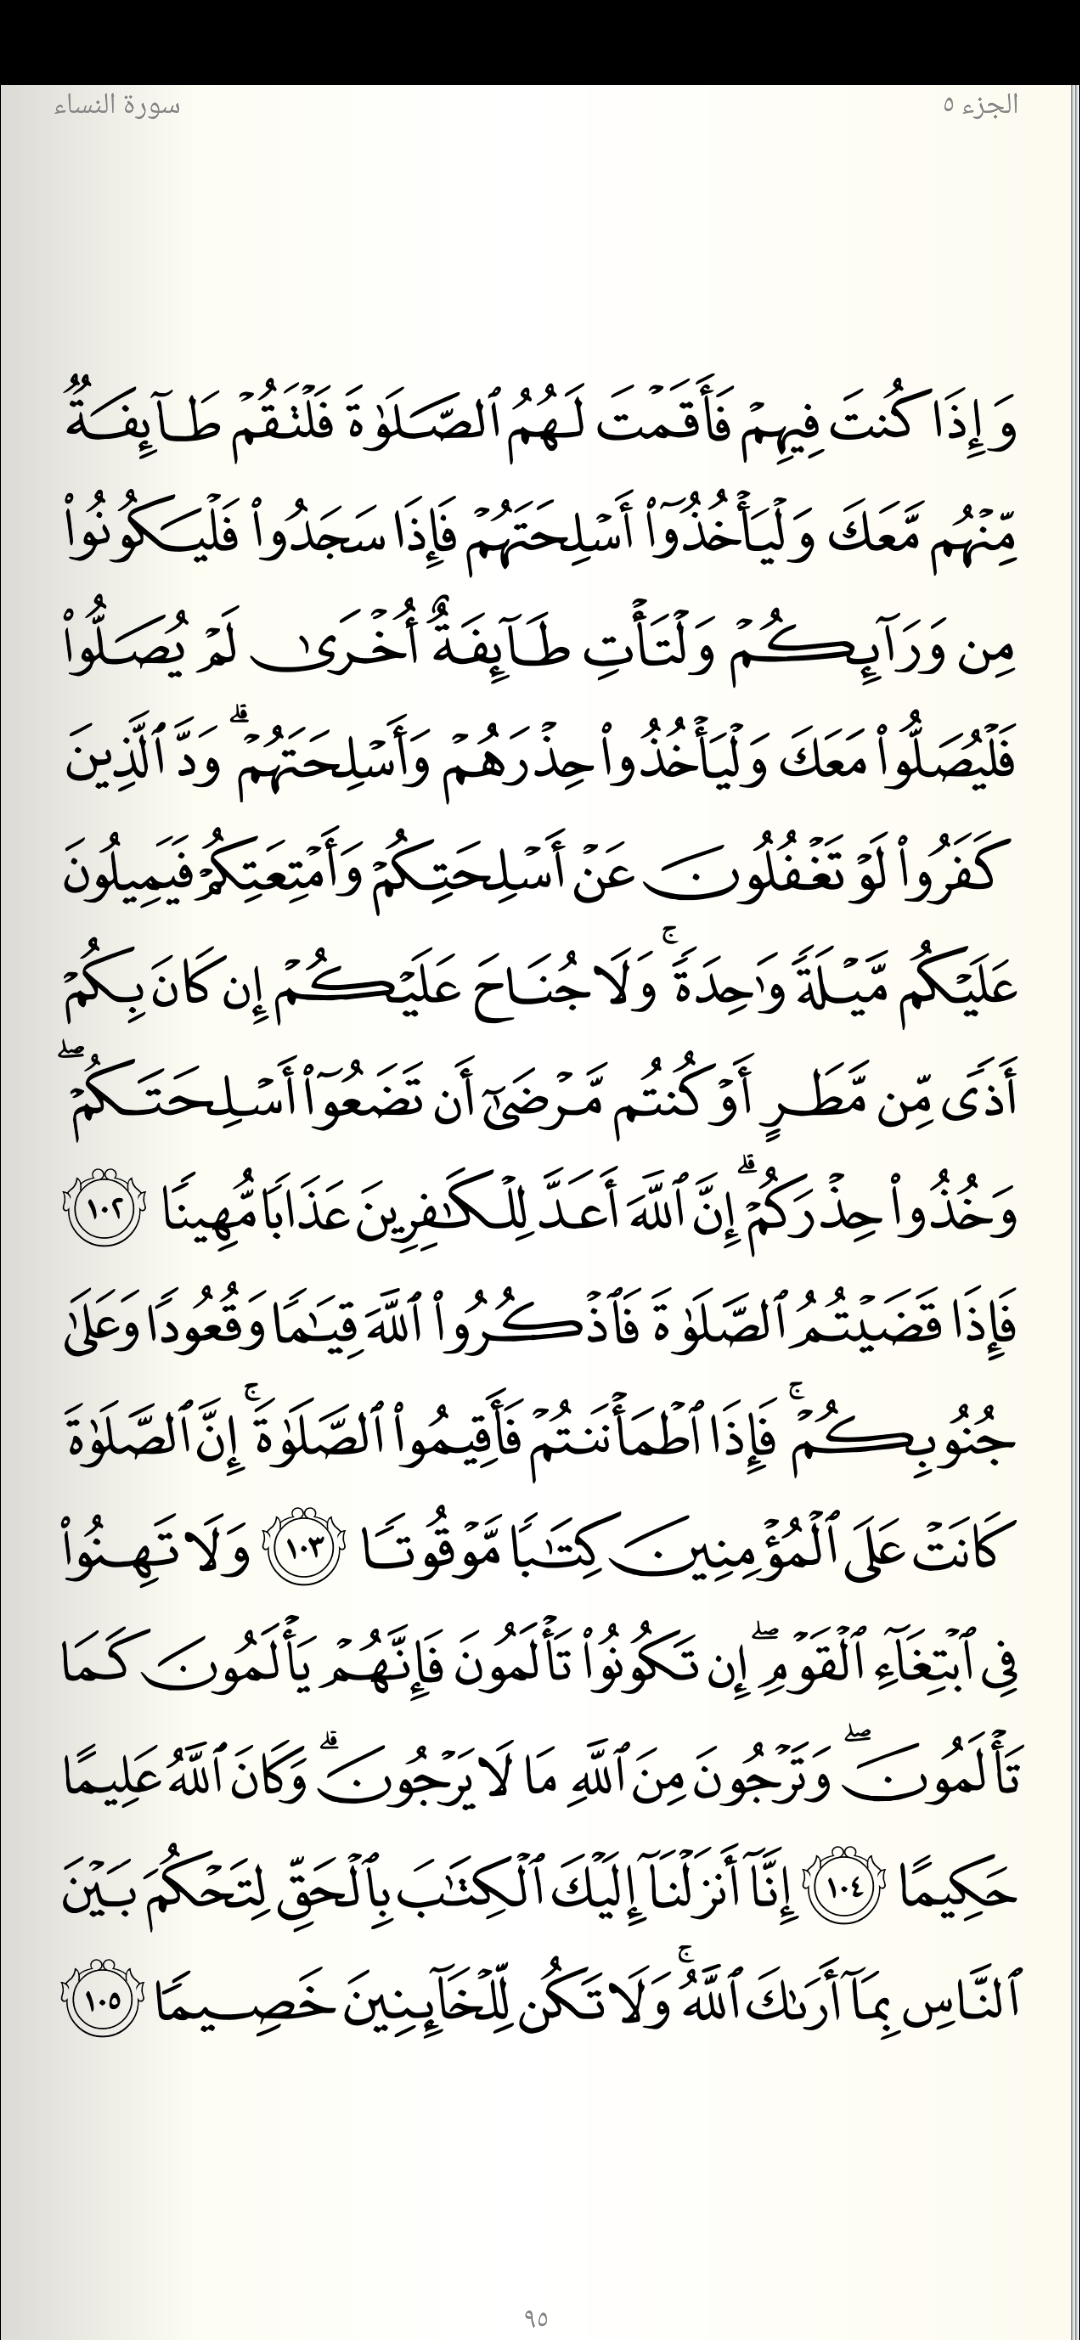 الجزء ٥
سورة النساء
وَإِذَا كُنتَ فِيهِمۡ فَأَقَمۡتَ لَهُمُ ٱلصَّلَوٰةَ فَلۡتَقُمۡ طَآئِفَةٞ
مِّنۡهُم مَّعَكَ وَلۡيَأۡخُذُوٓاْ أَسۡلِحَتَهُمۡ فَإِذَا سَجَدُواْ فَلۡيَكُونُواْ
مِن وَرَآئِكُمۡ وَلۡتَأۡتِ طَآئِفَةٌ أُخۡرَىٰ لَمۡ يُصَلُّواْ
فَلۡيُصَلُّواْ مَعَكَ وَلۡيَأۡخُذُواْ حِذۡرَهُمۡ وَأَسۡلِحَتَهُمۡۗ وَدَّ ٱلَّذِينَ
كَفَرُواْ لَوۡ تَغۡفُلُونَ عَنۡ أَسۡلِحَتِكُمۡ وَأَمۡتِعَتِكُمۡ فَيَمِيلُونَ
عَلَيۡكُم مَّيۡلَةٗ وَٰحِدَةٗۚ وَلَا جُنَاحَ عَلَيۡكُمۡ إِن كَانَ بِكُمۡ
أَذٗى مِّن مَّطَرٍ أَوۡ كُنتُم مَّرۡضَىٰٓ أَن تَضَعُوٓاْ أَسۡلِحَتَكُمۡۖ
وَخُذُواْ حِذۡرَكُمۡۗ إِنَّ ٱللَّهَ أَعَدَّ لِلۡكَٰفِرِينَ عَذَابٗا مُّهِينٗا ١٠٢
فَإِذَا قَضَيۡتُمُ ٱلصَّلَوٰةَ فَٱذۡكُرُواْ ٱللَّهَ قِيَٰمٗا وَقُعُودٗا وَعَلَىٰ
جُنُوبِكُمۡۚ فَإِذَا ٱطۡمَأۡنَنتُمۡ فَأَقِيمُواْ ٱلصَّلَوٰةَۚ إِنَّ ٱلصَّلَوٰةَ
كَانَتۡ عَلَى ٱلۡمُؤۡمِنِينَ كِتَٰبٗا مَّوۡقُوتٗا ١٠٣ وَلَا تَهِنُواْ
فِي ٱبۡتِغَآءِ ٱلۡقَوۡمِۖ إِن تَكُونُواْ تَأۡلَمُونَ فَإِنَّهُمۡ يَأۡلَمُونَ كَمَا
تَأۡلَمُونَۖ وَتَرۡجُونَ مِنَ ٱللَّهِ مَا لَا يَرۡجُونَۗ وَكَانَ ٱللَّهُ عَلِيمًا
حَكِيمًا ١٠٤ إِنَّآ أَنزَلۡنَآ إِلَيۡكَ ٱلۡكِتَٰبَ بِٱلۡحَقِّ لِتَحۡكُمَ بَيۡنَ
ٱلنَّاسِ بِمَآ أَرَىٰكَ ٱللَّهُۚ وَلَا تَكُن لِّلۡخَآئِنِينَ خَصِيمٗا ١٠٥
٩٥